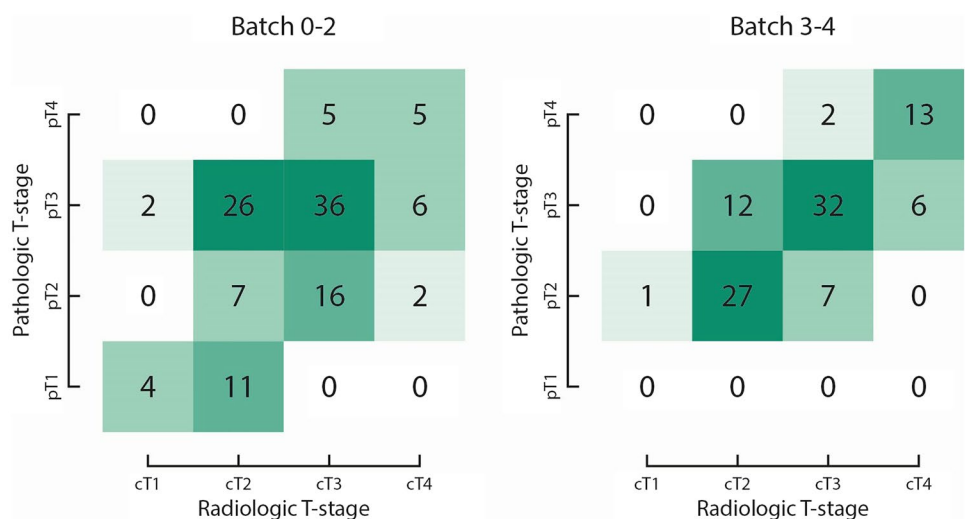 Batch 0-2
Pathologic T-stage
pT4
0 0 5 5
pT3
2 26 36 6
pT2
0 7 16 2
pT1
4 11 0 0
cT1 cT2 cT3 cT4
Radiologic T-stage
Batch 3-4
Pathologic T-stage
pT4
0 0 2 13
pT3
0 12 32 6
pT2
1 27 7 0
pT1
0 0 0 0
cT1 cT2 cT3 cT4
Radiologic T-stage